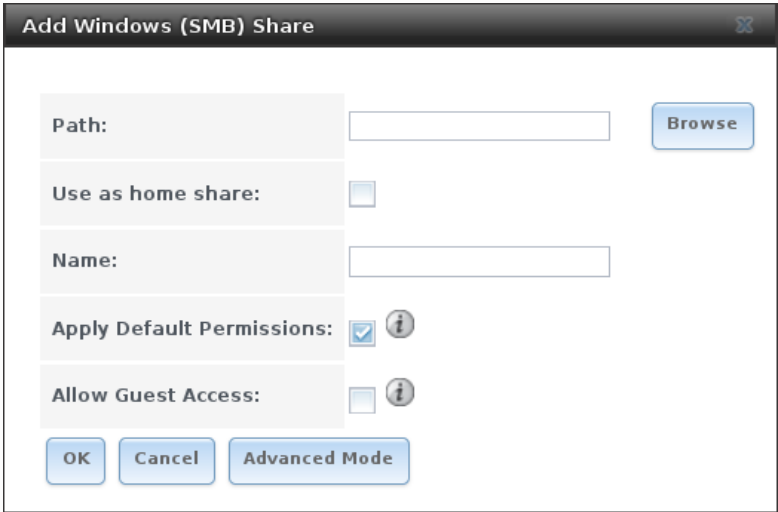 Add Windows (SMB) Share
Path:
Browse
Use as home share:
Name:
Apply Default Permissions:
i
Allow Guest Access:
i
OK
Cancel
Advanced Mode